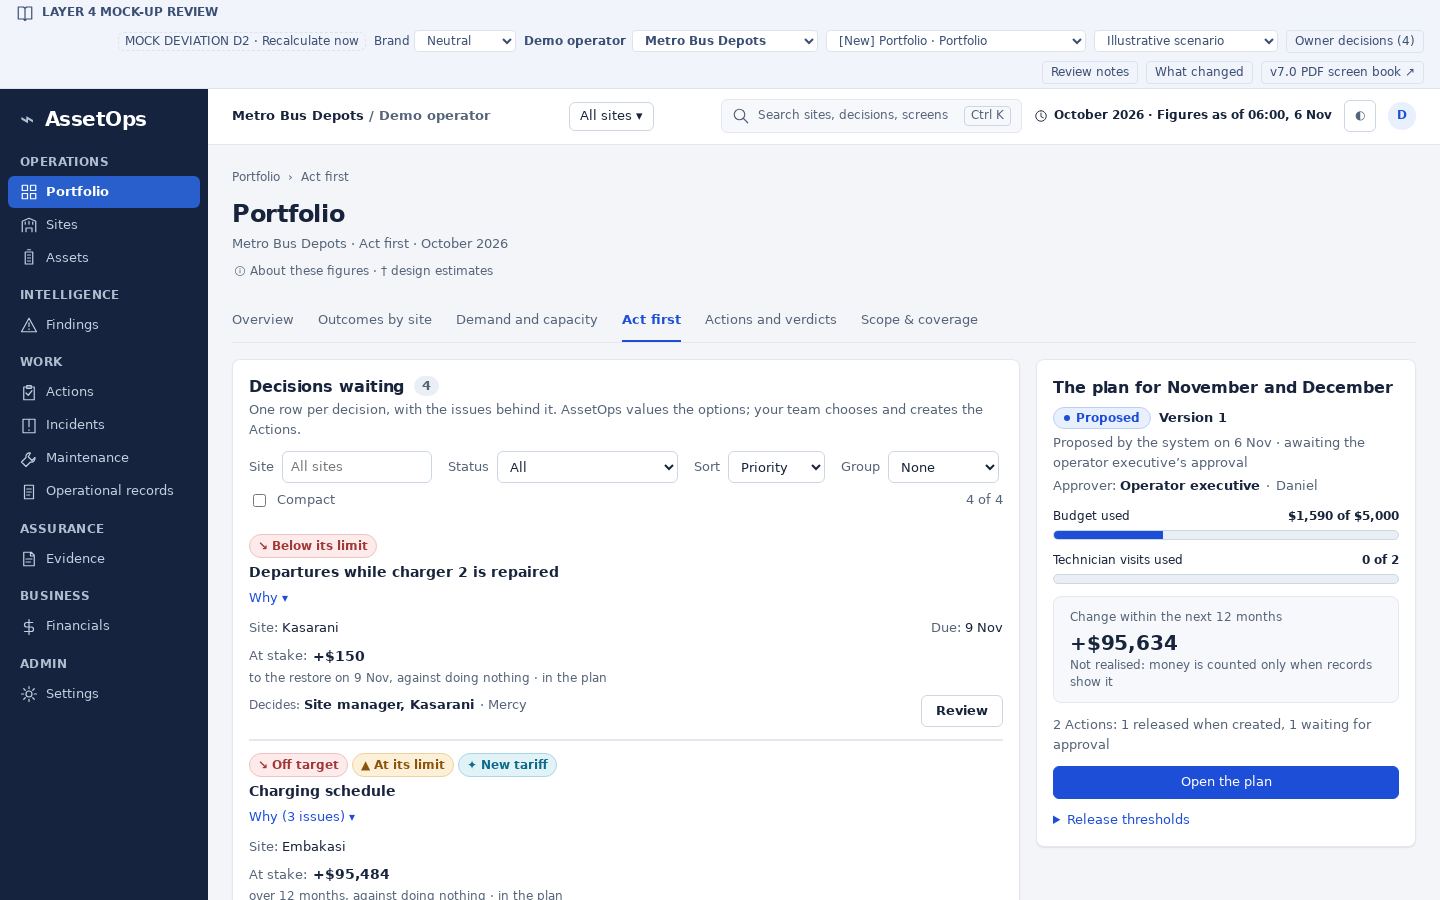 LAYER 4 MOCK-UP REVIEW
MOCK DEVIATION D2 · Recalculate now
Brand
Neutral
Demo operator
Metro Bus Depots
[New] Portfolio · Portfolio
Illustrative scenario
Owner decisions (4)
Review notes
What changed
v7.0 PDF screen book ↗
AssetOps
OPERATIONS
Portfolio
Sites
Assets
INTELLIGENCE
Findings
WORK
Actions
Incidents
Maintenance
Operational records
ASSURANCE
Evidence
BUSINESS
Financials
ADMIN
Settings
Metro Bus Depots / Demo operator
All sites ▾
Search sites, decisions, screens
Ctrl K
October 2026 · Figures as of 06:00, 6 Nov
D
Portfolio › Act first
Portfolio
Metro Bus Depots · Act first · October 2026
About these figures · † design estimates
Overview
Outcomes by site
Demand and capacity
Act first
Actions and verdicts
Scope & coverage
Decisions waiting 4
One row per decision, with the issues behind it. AssetOps values the options; your team chooses and creates the
Actions.
Site
All sites
Status
All
Sort
Priority
Group
None
Compact
4 of 4
↘ Below its limit
Departures while charger 2 is repaired
Why ▾
Site: Kasarani
Due: 9 Nov
At stake: +$150
to the restore on 9 Nov, against doing nothing · in the plan
Decides: Site manager, Kasarani · Mercy
Review
↘ Off target
▲ At its limit
✦ New tariff
Charging schedule
Why (3 issues) ▾
Site: Embakasi
At stake: +$95,484
over 12 months, against doing nothing · in the plan
The plan for November and December
● Proposed
Version 1
Proposed by the system on 6 Nov · awaiting the
operator executive’s approval
Approver: Operator executive · Daniel
Budget used
$1,590 of $5,000
Technician visits used
0 of 2
Change within the next 12 months
+$95,634
Not realised: money is counted only when records
show it
2 Actions: 1 released when created, 1 waiting for
approval
Open the plan
▶ Release thresholds